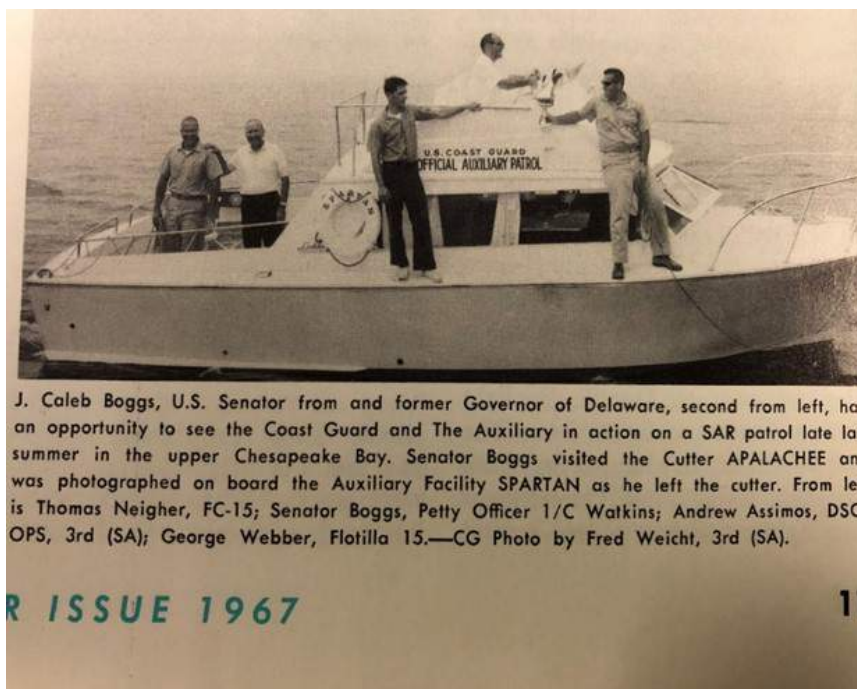 U.S. COAST GUARD
OFFICIAL AUXILIARY PATROL
SPARTAN
J. Caleb Boggs, U.S. Senator from and former Governor of Delaware, second from left, ha
an opportunity to see the Coast Guard and The Auxiliary in action on a SAR patrol late la
summer in the upper Chesapeake Bay. Senator Boggs visited the Cutter APALACHEE an
was photographed on board the Auxiliary Facility SPARTAN as he left the cutter. From le
is Thomas Neigher, FC-15; Senator Boggs, Petty Officer 1/C Watkins; Andrew Assimos, DSO
OPS, 3rd (SA); George Webber, Flotilla 15.—CG Photo by Fred Weicht, 3rd (SA).
R ISSUE 1967
1